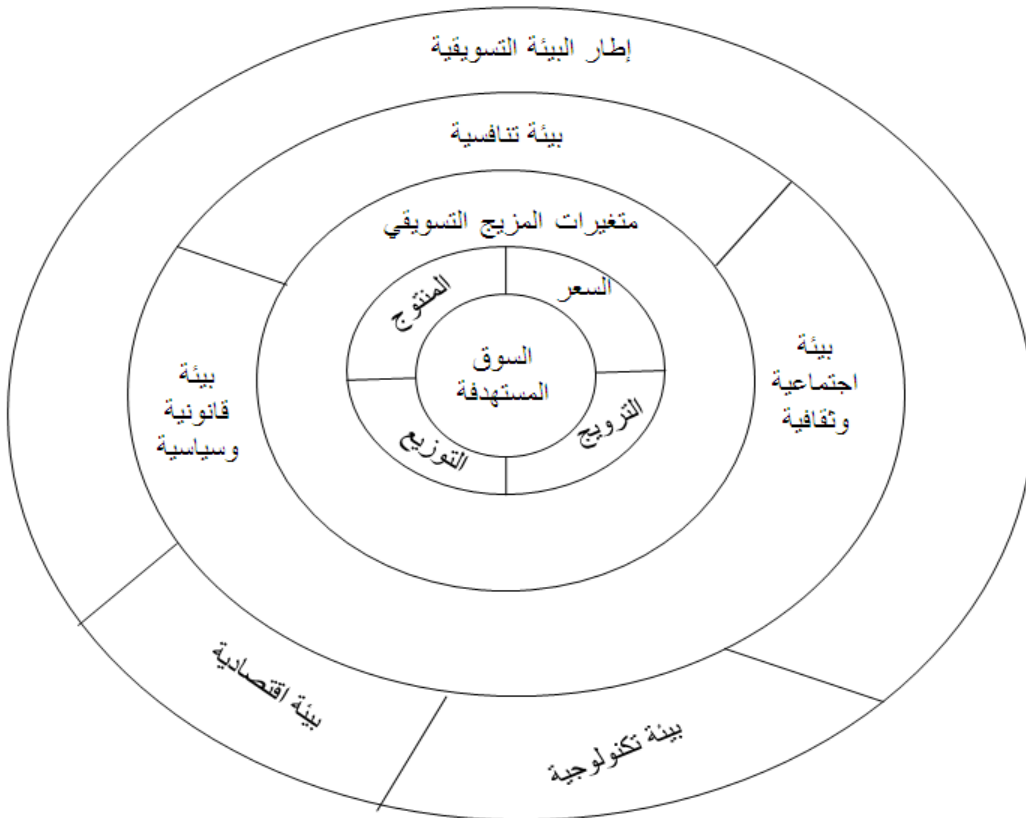 إطار البيئة التسويقية
بيئة تنافسية
متغيرات المزيج التسويقي
السعر
المنتوج
السوق
المستهدفة
الترويج
التوزيع
بيئة
اجتماعية
وثقافية
بيئة
قانونية
وسياسية
بيئة اقتصادية
بيئة تكنولوجية